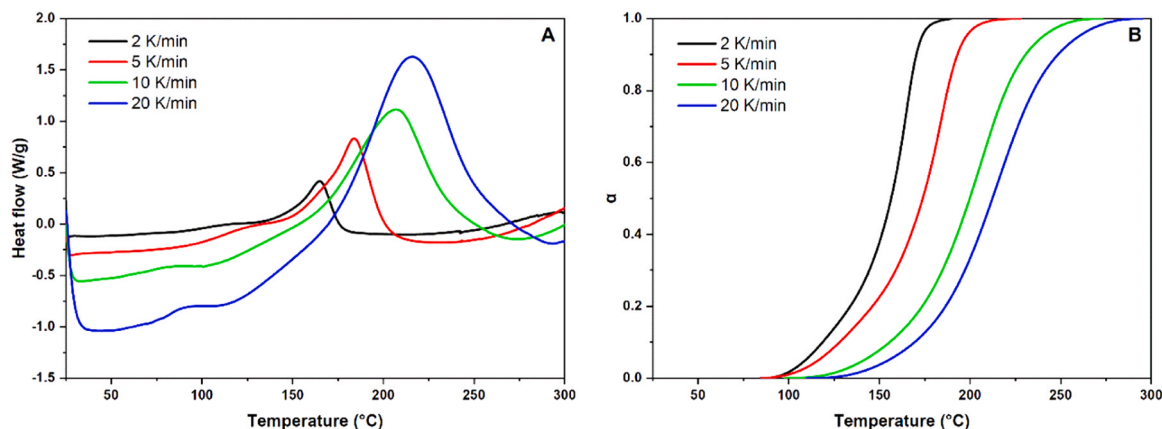 A
2 K/min
5 K/min
10 K/min
20 K/min
Heat flow (W/g)
2.0
1.5
1.0
0.5
0.0
-0.5
-1.0
-1.5
50 100 150 200 250 300
Temperature (°C)
B
2 K/min
5 K/min
10 K/min
20 K/min
α
1.0
0.8
0.6
0.4
0.2
0.0
50 100 150 200 250 300
Temperature (°C)